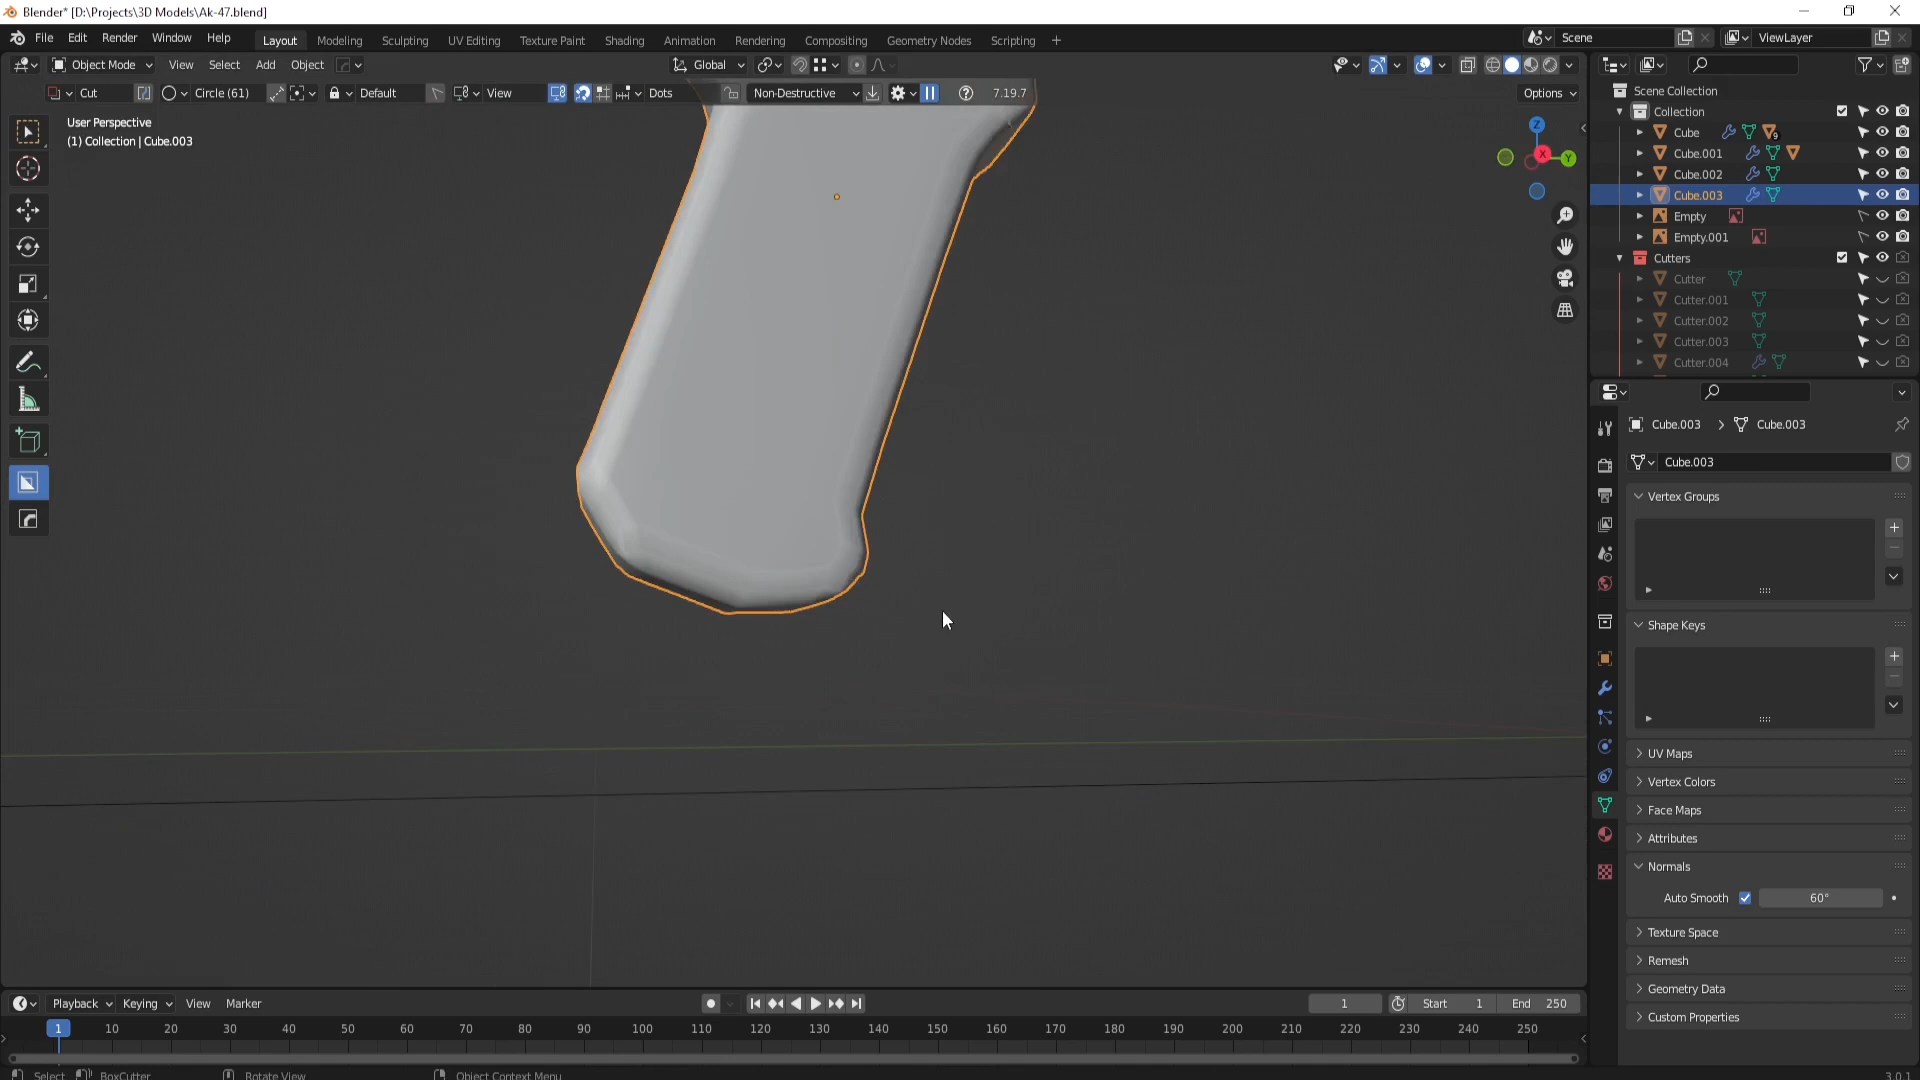 Blender* [D:\Projects\3D Models\Ak-47.blend]
File Edit Render Window Help Layout Modeling Sculpting UV Editing Texture Paint Shading Animation Rendering Compositing Geometry Nodes Scripting + Scene ViewLayer
Object Mode View Select Add Object Global
Cut Circle (61) Default View Dots Non-Destructive 7.19.7 Options
User Perspective
(1) Collection | Cube.003
Z
X
Y
Scene Collection
Collection
Cube 9
Cube.001
Cube.002
Cube.003
Empty
Empty.001
Cutters
Cutter
Cutter.001
Cutter.002
Cutter.003
Cutter.004
Cube.003 Cube.003
Cube.003
Vertex Groups
Shape Keys
UV Maps
Vertex Colors
Face Maps
Attributes
Normals
Auto Smooth 60°
Texture Space
Remesh
Geometry Data
Custom Properties
Playback Keying View Marker 1 Start 1 End 250
1 10 20 30 40 50 60 70 80 90 100 110 120 130 140 150 160 170 180 190 200 210 220 230 240 250
Select BoxCutter Rotate View Object Context Menu 3.0.1